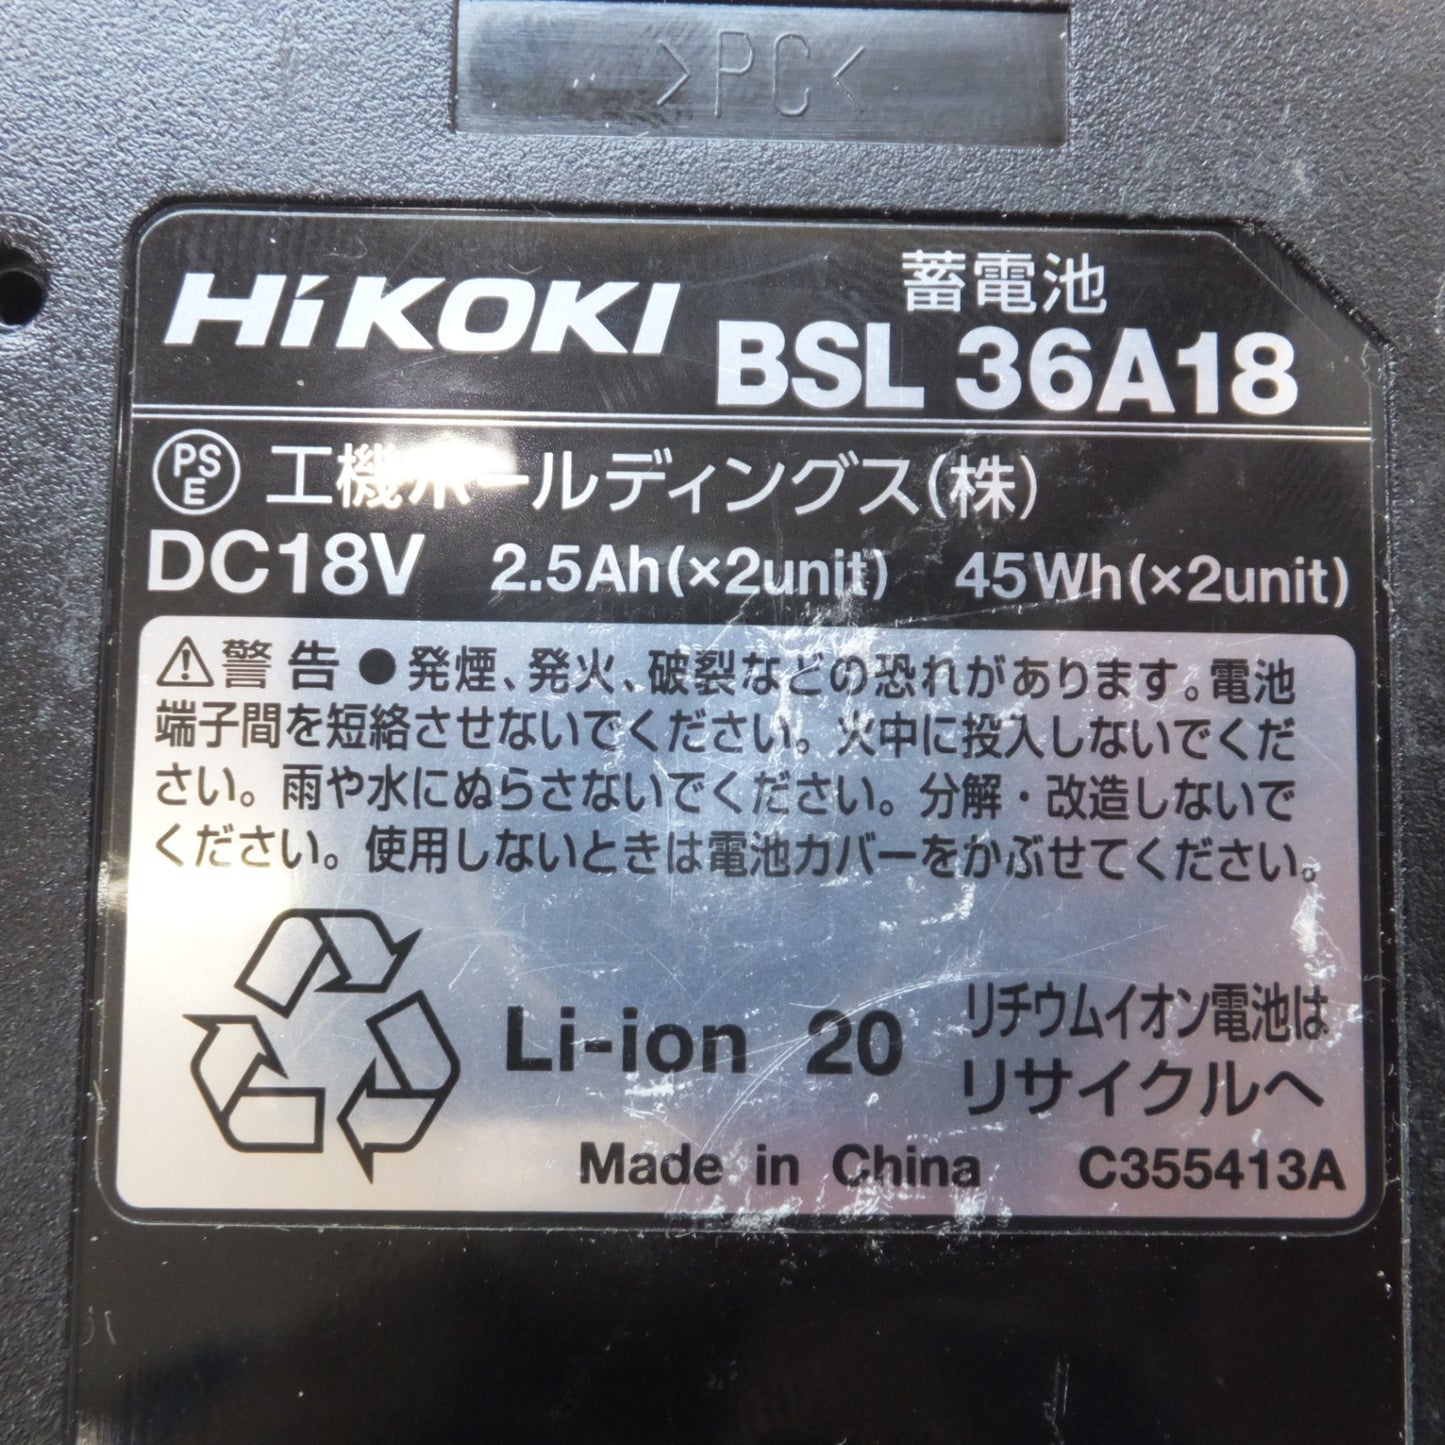 >PC<
HiKOKI
蓄電池
BSL 36A18
PSE 工機ホールディングス(株)
DC18V 2.5Ah(×2unit) 45Wh(×2unit)
⚠警告 ●発煙、発火、破裂などの恐れがあります。電池
端子間を短絡させないでください。火中に投入しないでくだ
さい。雨や水にぬらさないでください。分解・改造しないで
ください。使用しないときは電池カバーをかぶせてください。
Li-ion 20
リチウムイオン電池は
リサイクルへ
Made in China C355413A